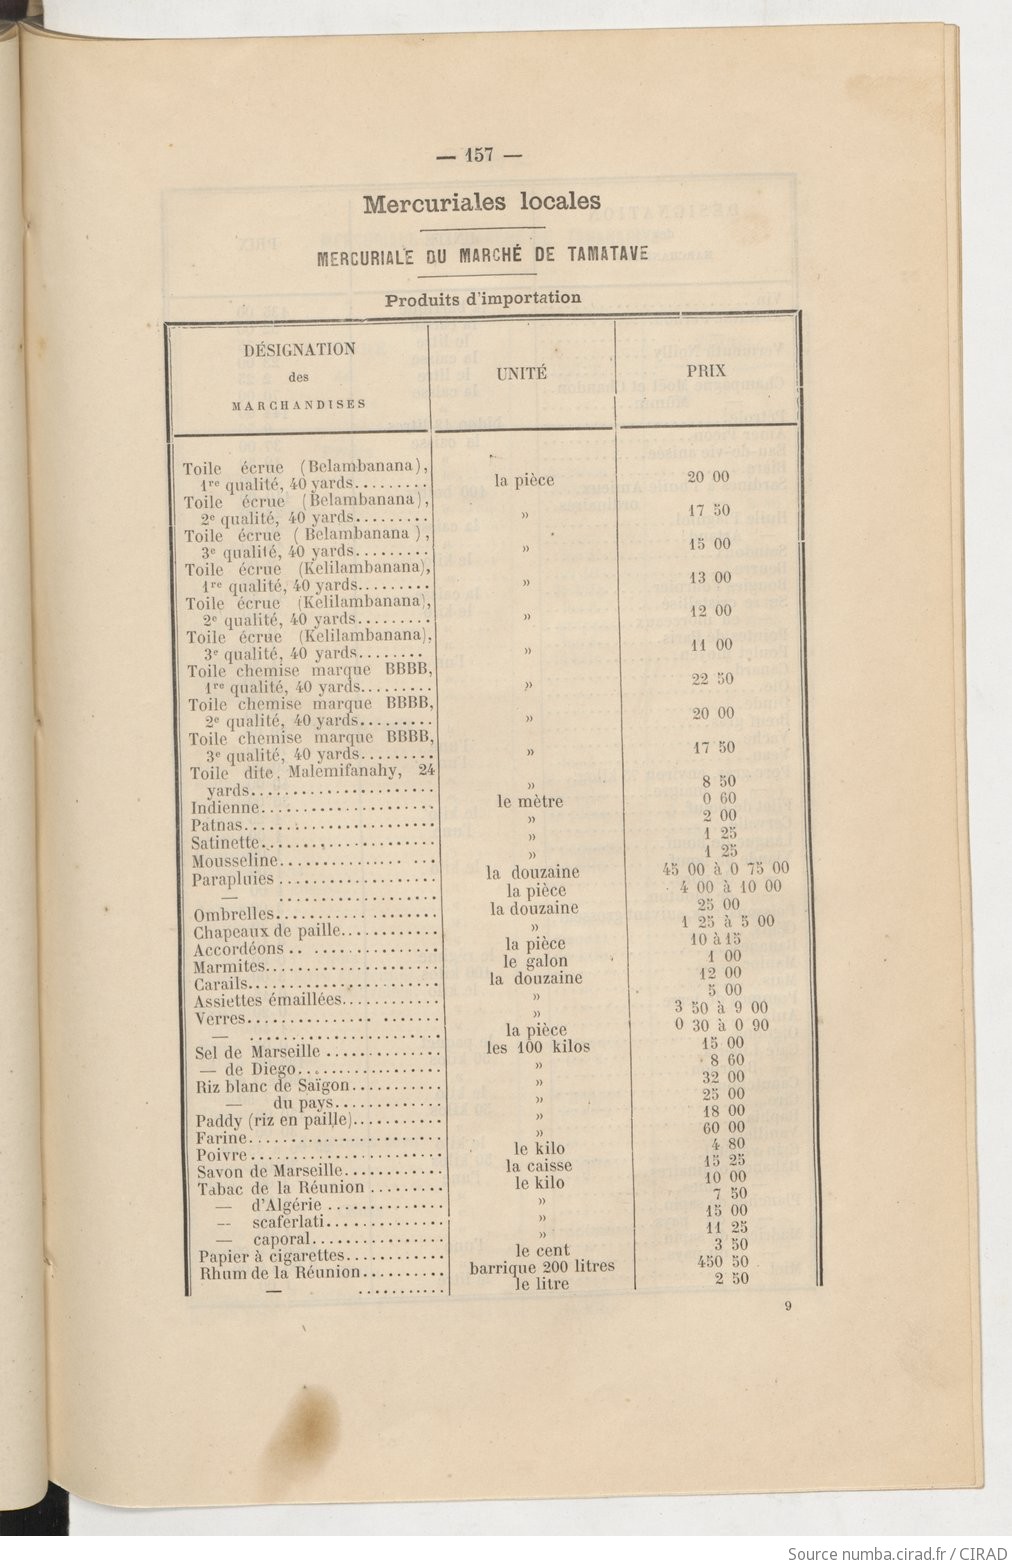 — 157 —
Mercuriales locales
MERCURIALE DU MARCHÉ DE TAMATAVE
Produits d'importation
DÉSIGNATION
des
MARCHANDISES
UNITÉ
PRIX
Toile écrue (Belambanana),
1re qualité, 40 yards......... la pièce 20 00
Toile écrue (Belambanana),
2e qualité, 40 yards......... » 17 50
Toile écrue ( Belambanana ),
3e qualité, 40 yards......... » 15 00
Toile écrue (Kelilambanana),
1re qualité, 40 yards......... » 13 00
Toile écrue (Kelilambanana),
2e qualité, 40 yards......... » 12 00
Toile écrue (Kelilambanana),
3e qualité, 40 yards........ » 11 00
Toile chemise marque BBBB,
1re qualité, 40 yards......... » 22 50
Toile chemise marque BBBB,
2e qualité, 40 yards......... » 20 00
Toile chemise marque BBBB,
3e qualité, 40 yards......... » 17 50
Toile dite Malemifanahy, 24
yards...................... » 8 50
Indienne..................... le mètre 0 60
Patnas....................... » 2 00
Satinette..................... » 1 25
Mousseline............... ... » 1 25
Parapluies ................... la douzaine 45 00 à 0 75 00
— ................... la pièce 4 00 à 10 00
Ombrelles.................... la douzaine 25 00
Chapeaux de paille............ » 1 25 à 5 00
Accordéons .. ............... la pièce 10 à 15
Marmites..................... le galon 1 00
Carails....................... la douzaine 12 00
Assiettes émaillées............ » 5 00
Verres............... ....... » 3 50 à 9 00
— ....................... la pièce 0 30 à 0 90
Sel de Marseille .............. les 100 kilos 15 00
— de Diego.................. » 8 60
Riz blanc de Saïgon........... » 32 00
— du pays............. » 25 00
Paddy (riz en paille)........... » 18 00
Farine....................... » 60 00
Poivre....................... le kilo 4 80
Savon de Marseille............ la caisse 15 25
Tabac de la Réunion ......... le kilo 10 00
— d'Algérie .............. » 7 50
— scaferlati.............. » 15 00
— caporal................ » 11 25
Papier à cigarettes............ le cent 3 50
Rhum de la Réunion.......... barrique 200 litres 450 50
— ........... le litre 2 50
9
Source numba.cirad.fr / CIRAD